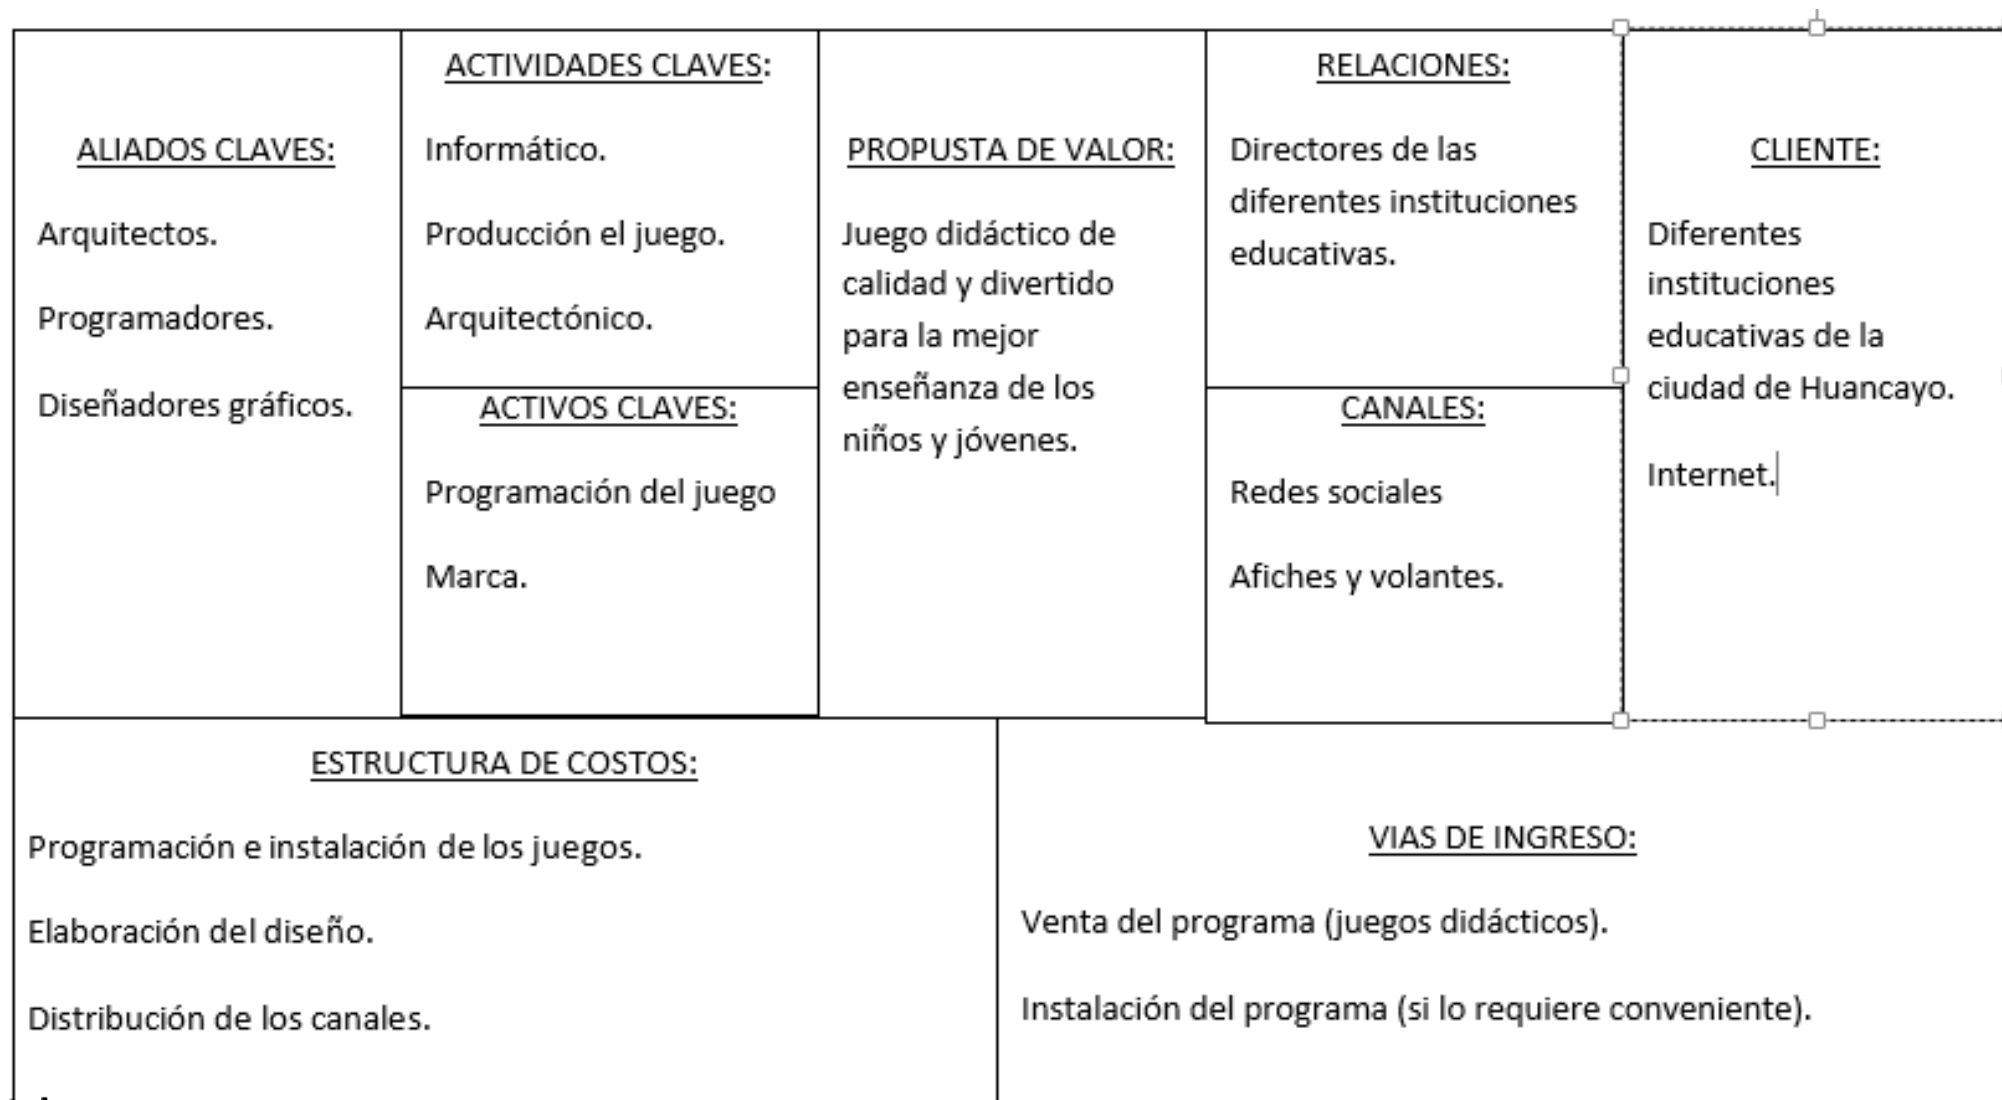 ALIADOS CLAVES:
Arquitectos.
Programadores.
Diseñadores gráficos.
ACTIVIDADES CLAVES:
Informático.
Producción el juego.
Arquitectónico.
ACTIVOS CLAVES:
Programación del juego
Marca.
PROPUSTA DE VALOR:
Juego didáctico de
calidad y divertido
para la mejor
enseñanza de los
niños y jóvenes.
RELACIONES:
Directores de las
diferentes instituciones
educativas.
CANALES:
Redes sociales
Afiches y volantes.
CLIENTE:
Diferentes
instituciones
educativas de la
ciudad de Huancayo.
Internet.
ESTRUCTURA DE COSTOS:
Programación e instalación de los juegos.
Elaboración del diseño.
Distribución de los canales.
VIAS DE INGRESO:
Venta del programa (juegos didácticos).
Instalación del programa (si lo requiere conveniente).